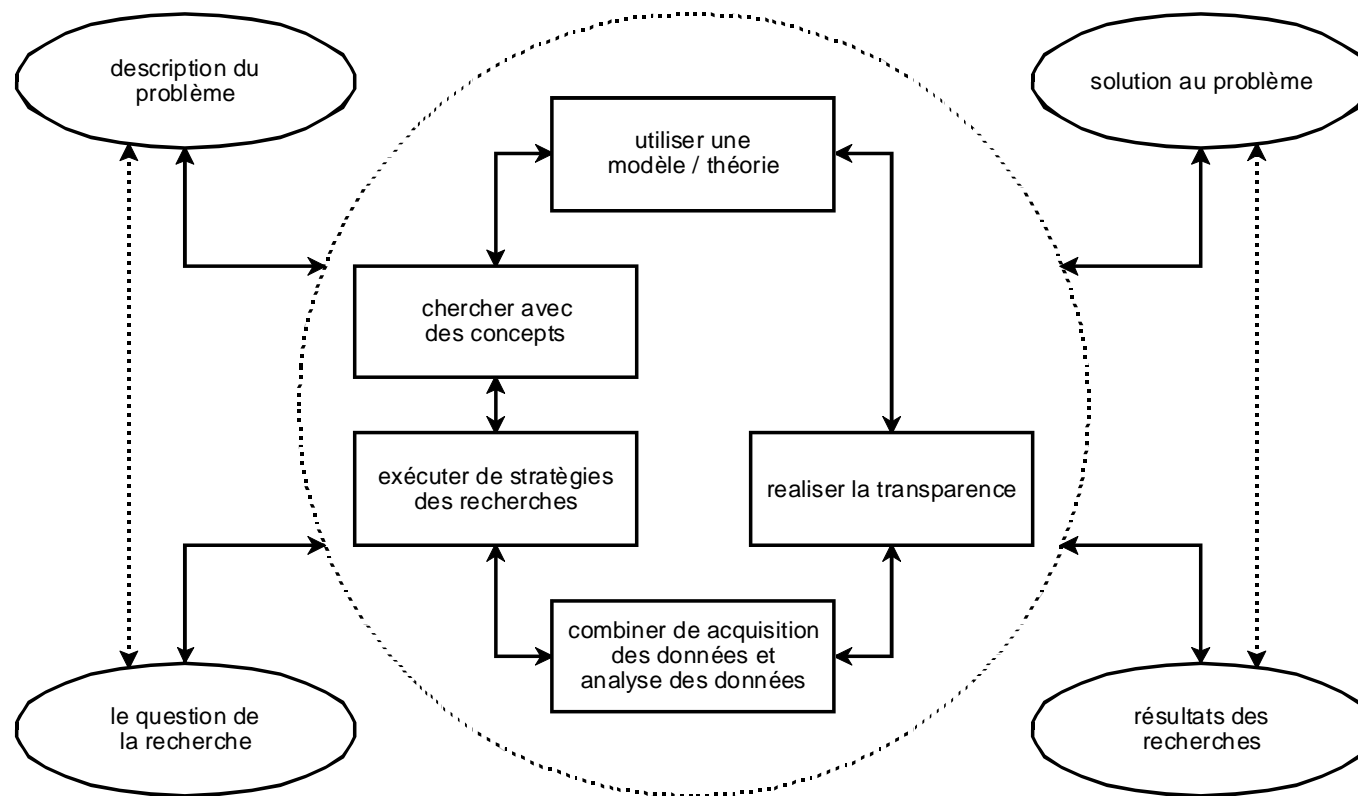 description du
problème
solution au problème
utiliser une
modèle / théorie
chercher avec
des concepts
exécuter de stratègies
des recherches
realiser la transparence
combiner de acquisition
des données et
analyse des données
le question de
la recherche
résultats des
recherches